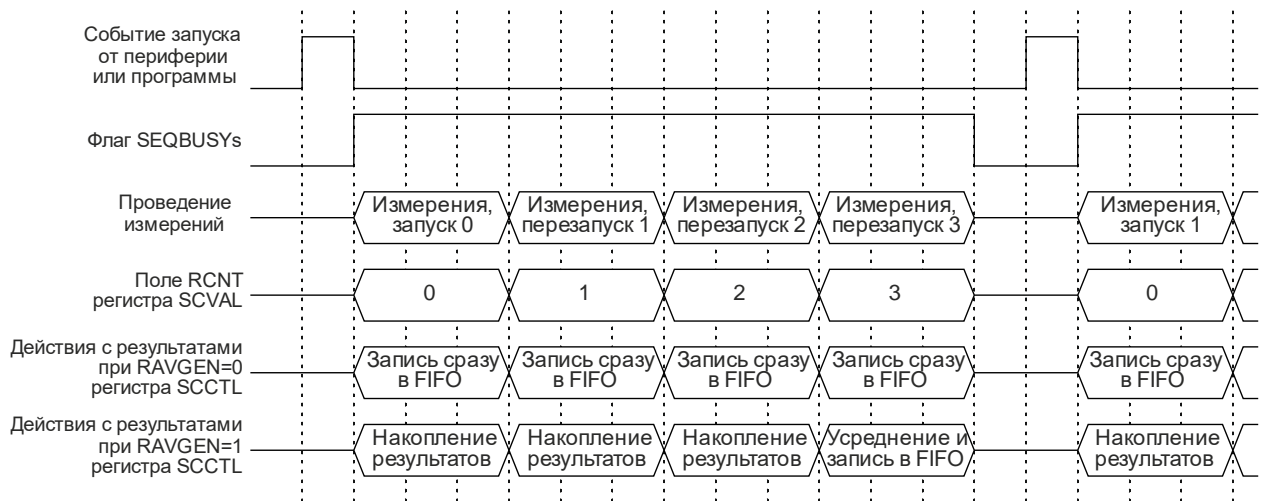 Событие запуска
от периферии
или программы
Флаг SEQBUSYs
Проведение
измерений
Измерения,
запуск 0
Измерения,
перезапуск 1
Измерения,
перезапуск 2
Измерения,
перезапуск 3
Измерения,
запуск 1
Поле RCNT
регистра SCVAL
0
1
2
3
0
Действия с результатами
при RAVGEN=0
регистра SCCTL
Запись сразу
в FIFO
Запись сразу
в FIFO
Запись сразу
в FIFO
Запись сразу
в FIFO
Запись сразу
в FIFO
Действия с результатами
при RAVGEN=1
регистра SCCTL
Накопление
результатов
Накопление
результатов
Накопление
результатов
Усреднение и
запись в FIFO
Накопление
результатов